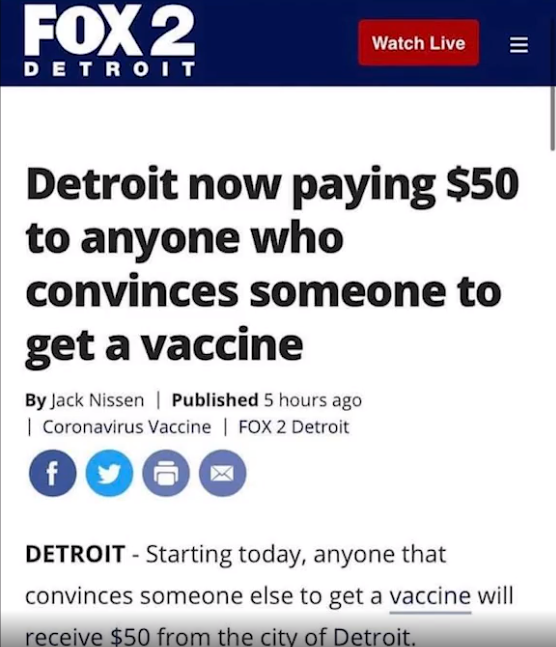 FOX 2
DETROIT
Watch Live
Detroit now paying $50
to anyone who
convinces someone to
get a vaccine
By Jack Nissen | Published 5 hours ago
| Coronavirus Vaccine | FOX 2 Detroit
DETROIT - Starting today, anyone that
convinces someone else to get a vaccine will
receive $50 from the city of Detroit.